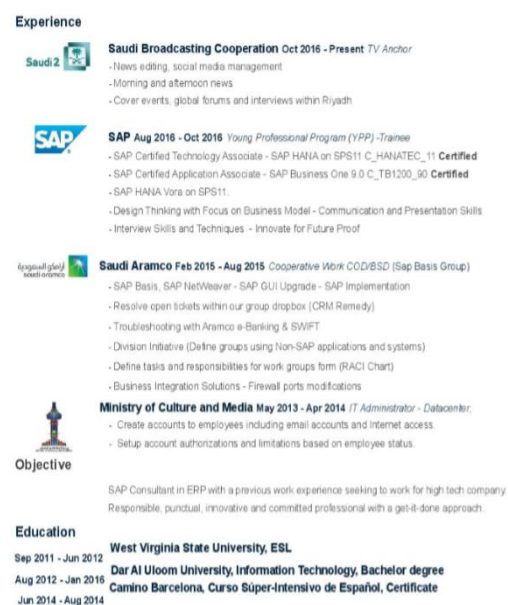 Experience
Saudi 2
Saudi Broadcasting Cooperation Oct 2016 - Present TV Anchor
- News editing, social media management
- Morning and afternoon news
- Cover events, global forums and interviews within Riyadh
SAP
SAP Aug 2016 - Oct 2016 Young Professional Program (YPP) -Trainee
- SAP Certified Technology Associate - SAP HANA on SPS11 C_HANATEC_11 Certified
- SAP Certified Application Associate - SAP Business One 9.0 C_TB1200_90 Certified
- SAP HANA Vora on SPS11.
- Design Thinking with Focus on Business Model - Communication and Presentation Skills
- Interview Skills and Techniques - Innovate for Future Proof
أرامكو السعودية
saudi aramco
Saudi Aramco Feb 2015 - Aug 2015 Cooperative Work COD/BSD (Sap Basis Group)
- SAP Basis, SAP NetWeaver - SAP GUI Upgrade - SAP Implementation
- Resolve open tickets within our group dropbox (CRM Remedy)
- Troubleshooting with Aramco e-Banking & SWIFT
- Division Initiative (Define groups using Non-SAP applications and systems)
- Define tasks and responsibilities for work groups form (RACI Chart)
- Business Integration Solutions - Firewall ports modifcations
Ministry of Culture and Media May 2013 - Apr 2014 IT Administrator - Datacenter,
- Create accounts to employees including email accounts and Internet access.
- Setup account authorizations and limitations based on employee status.
Objective
SAP Consultant in ERP with a previous work experience seeking to work for high tech company.
Responsible, punctual, innovative and committed professional with a get-it-done approach.
Education
Sep 2011 - Jun 2012 West Virginia State University, ESL
Aug 2012 - Jan 2016 Dar Al Uloom University, Information Technology, Bachelor degree
Jun 2014 - Aug 2014 Camino Barcelona, Curso Súper-Intensivo de Español, Certificate